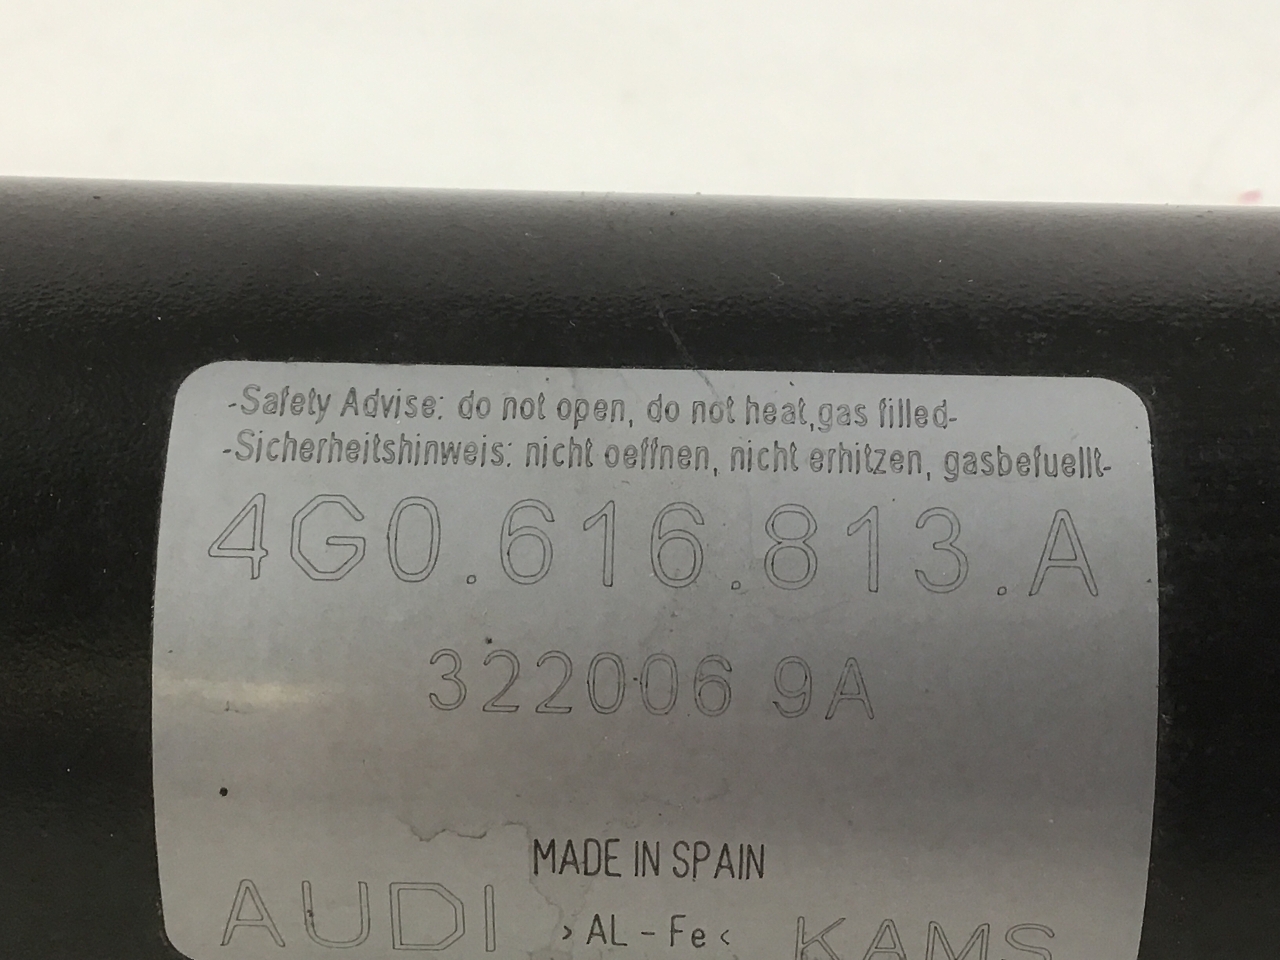 -Safety Advise: do not open, do not heat,gas filled-
-Sicherheitshinweis: nicht oeffnen, nicht erhitzen, gasbefuellt-
4G0.616.813.A
322006 9A
MADE IN SPAIN
AUDI >AL-Fe< KAMS